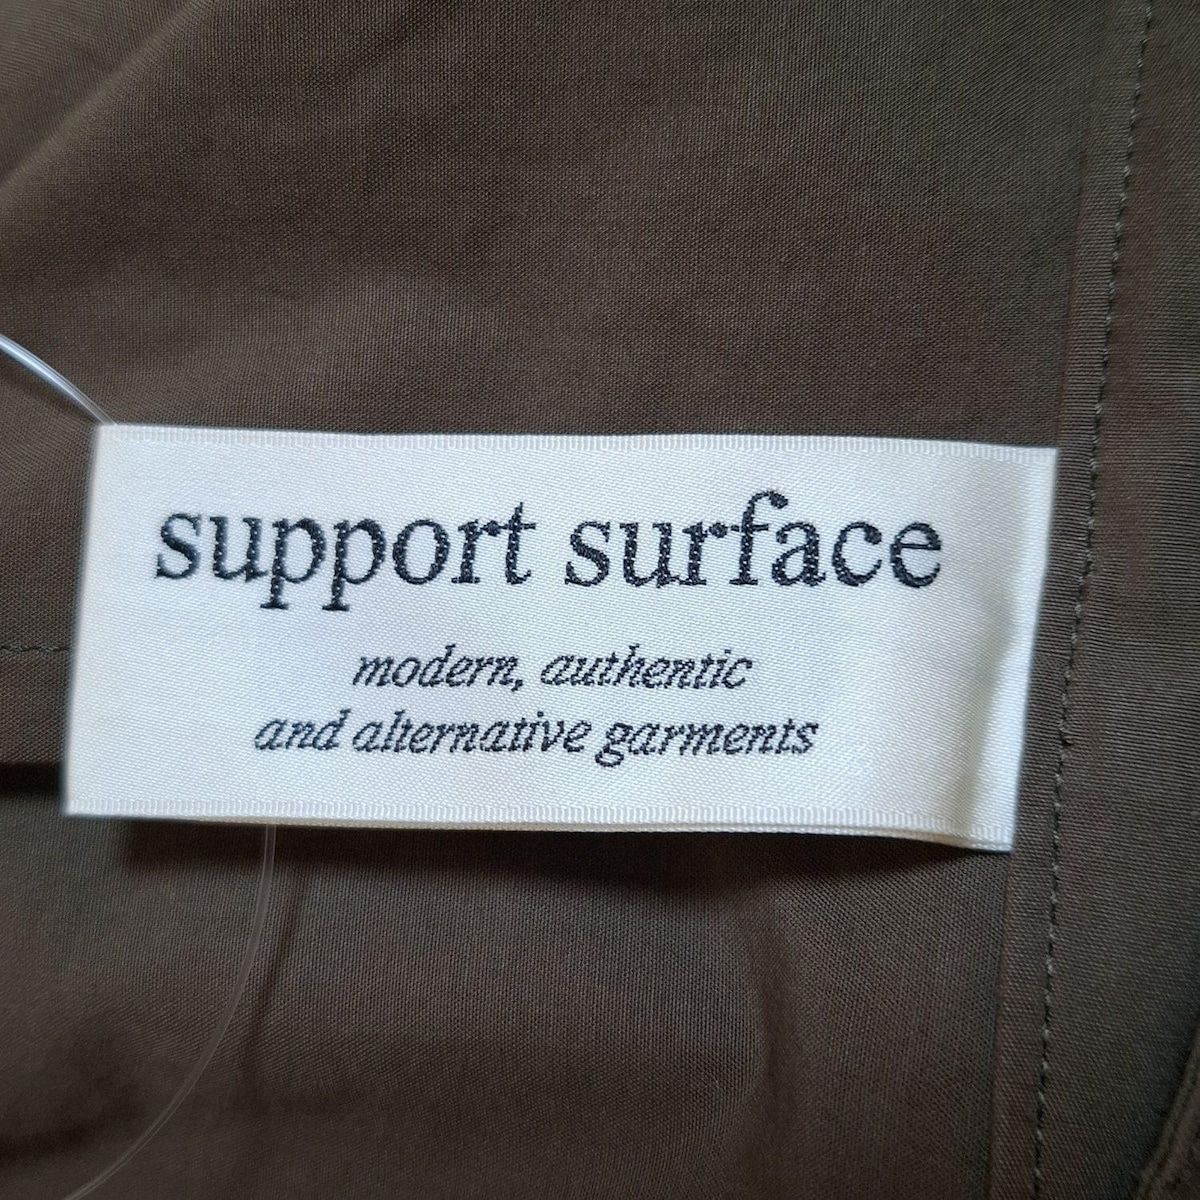 support surface
modern, authentic
and alternative garments